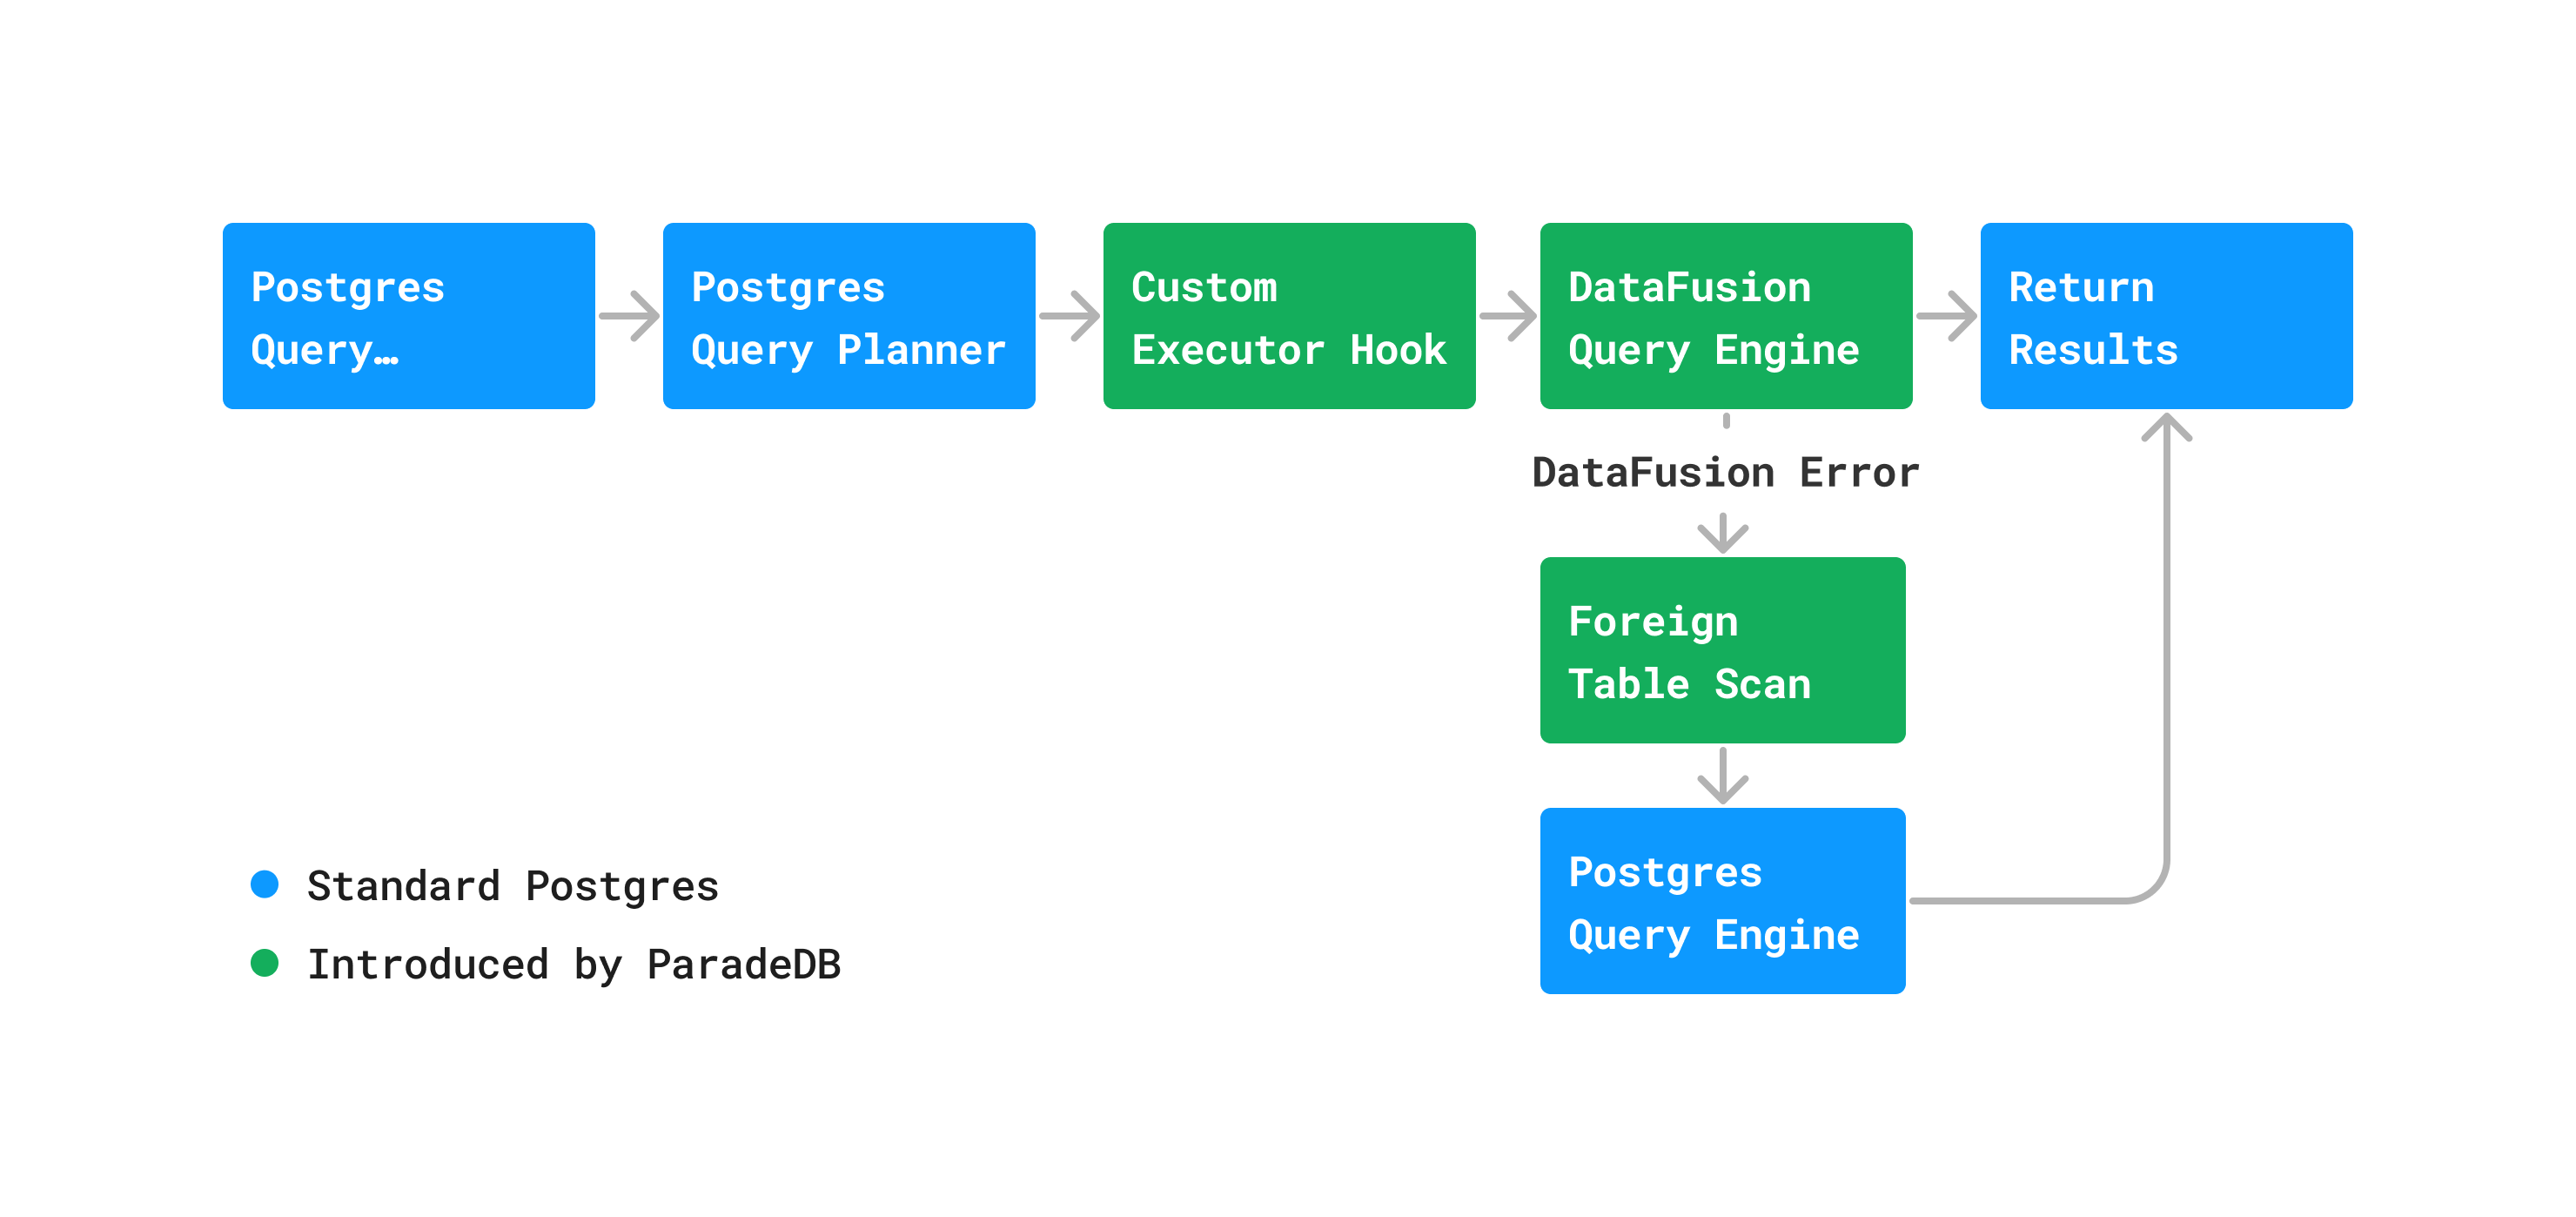 Postgres
Query…
Postgres
Query Planner
Custom
Executor Hook
DataFusion
Query Engine
Return
Results
DataFusion Error
Foreign
Table Scan
Postgres
Query Engine
Standard Postgres
Introduced by ParadeDB